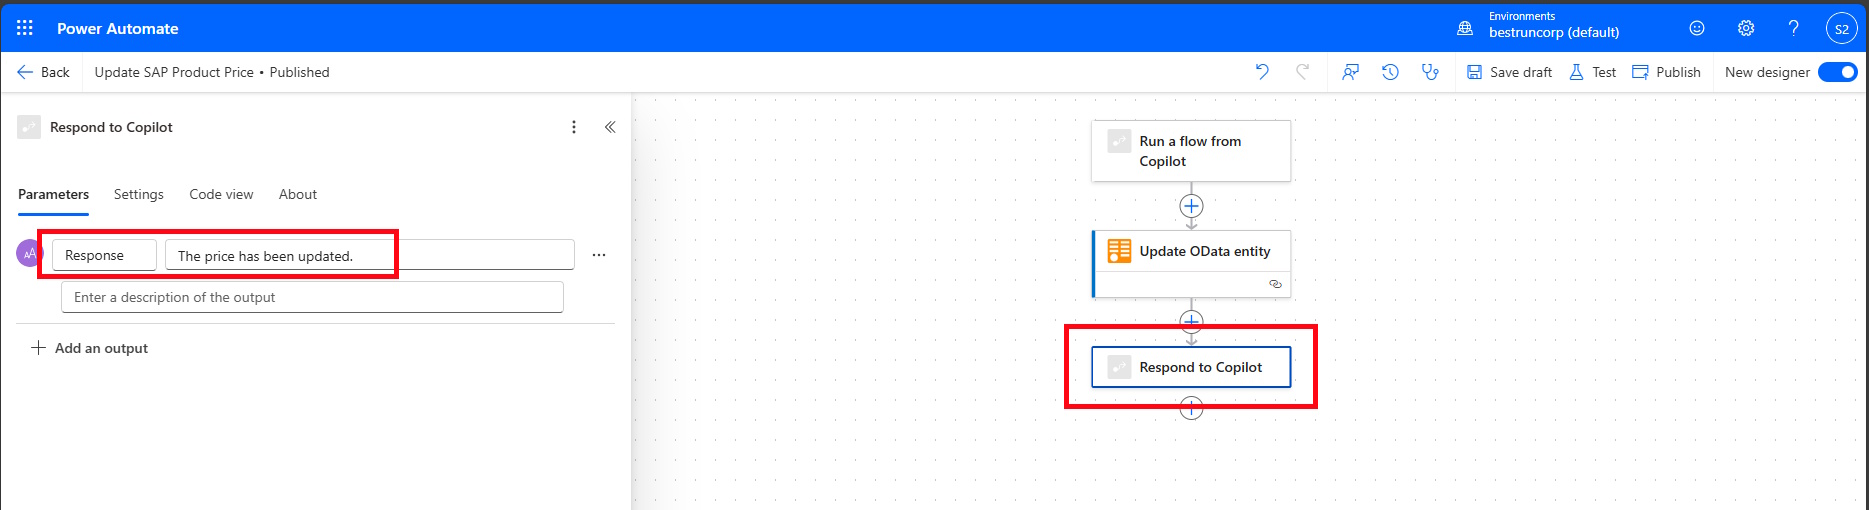 Power Automate
Environments
bestruncorp (default)
S2
Back
Update SAP Product Price • Published
Save draft
Test
Publish
New designer
Respond to Copilot
Parameters
Settings
Code view
About
AA
Response
The price has been updated.
Enter a description of the output
Add an output
Run a flow from
Copilot
Update OData entity
Respond to Copilot